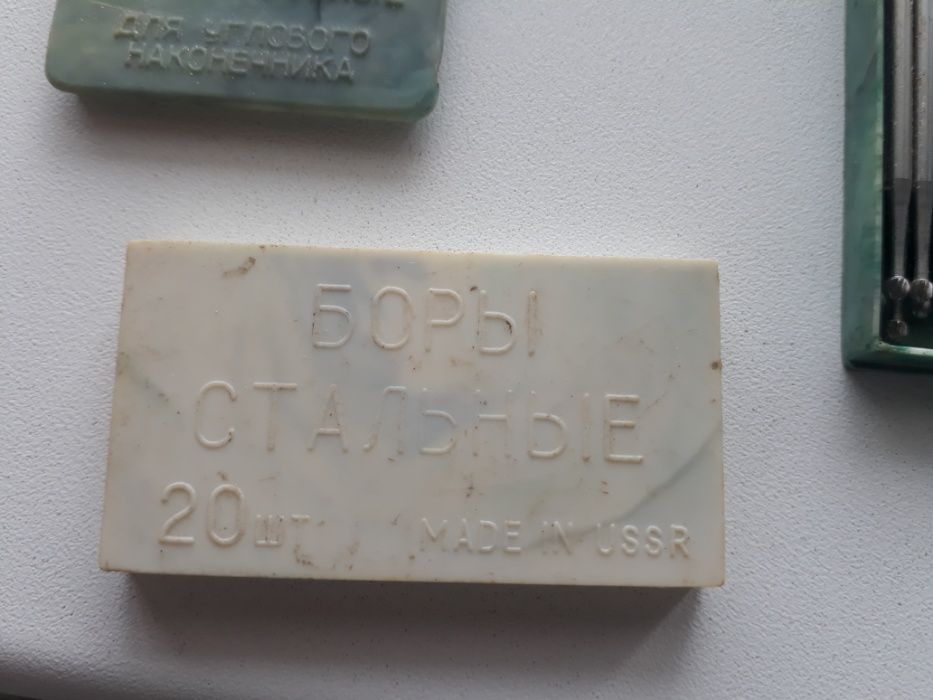 ДЛЯ УГЛОВОГО
НАКОНЕЧНИКА
БОРЫ
СТАЛЬНЫЕ
20 шт
MADE IN USSR